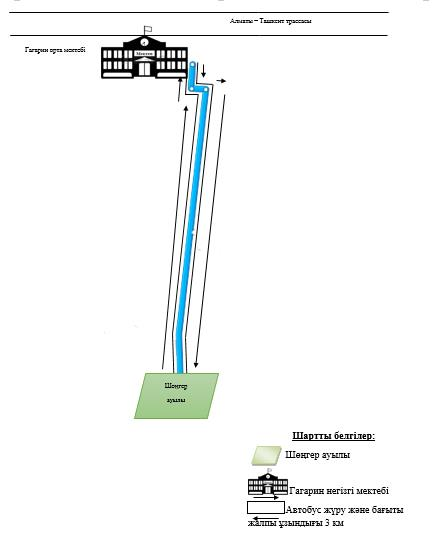 Алматы – Ташкент трассасы
Гагарин орта мектебі
Мектеп
Шөңгер
ауылы
Шартты белгілер:
Шөңгер ауылы
Гагарин негізгі мектебі
Автобус жүру және бағыты
жалпы ұзындығы 3 км